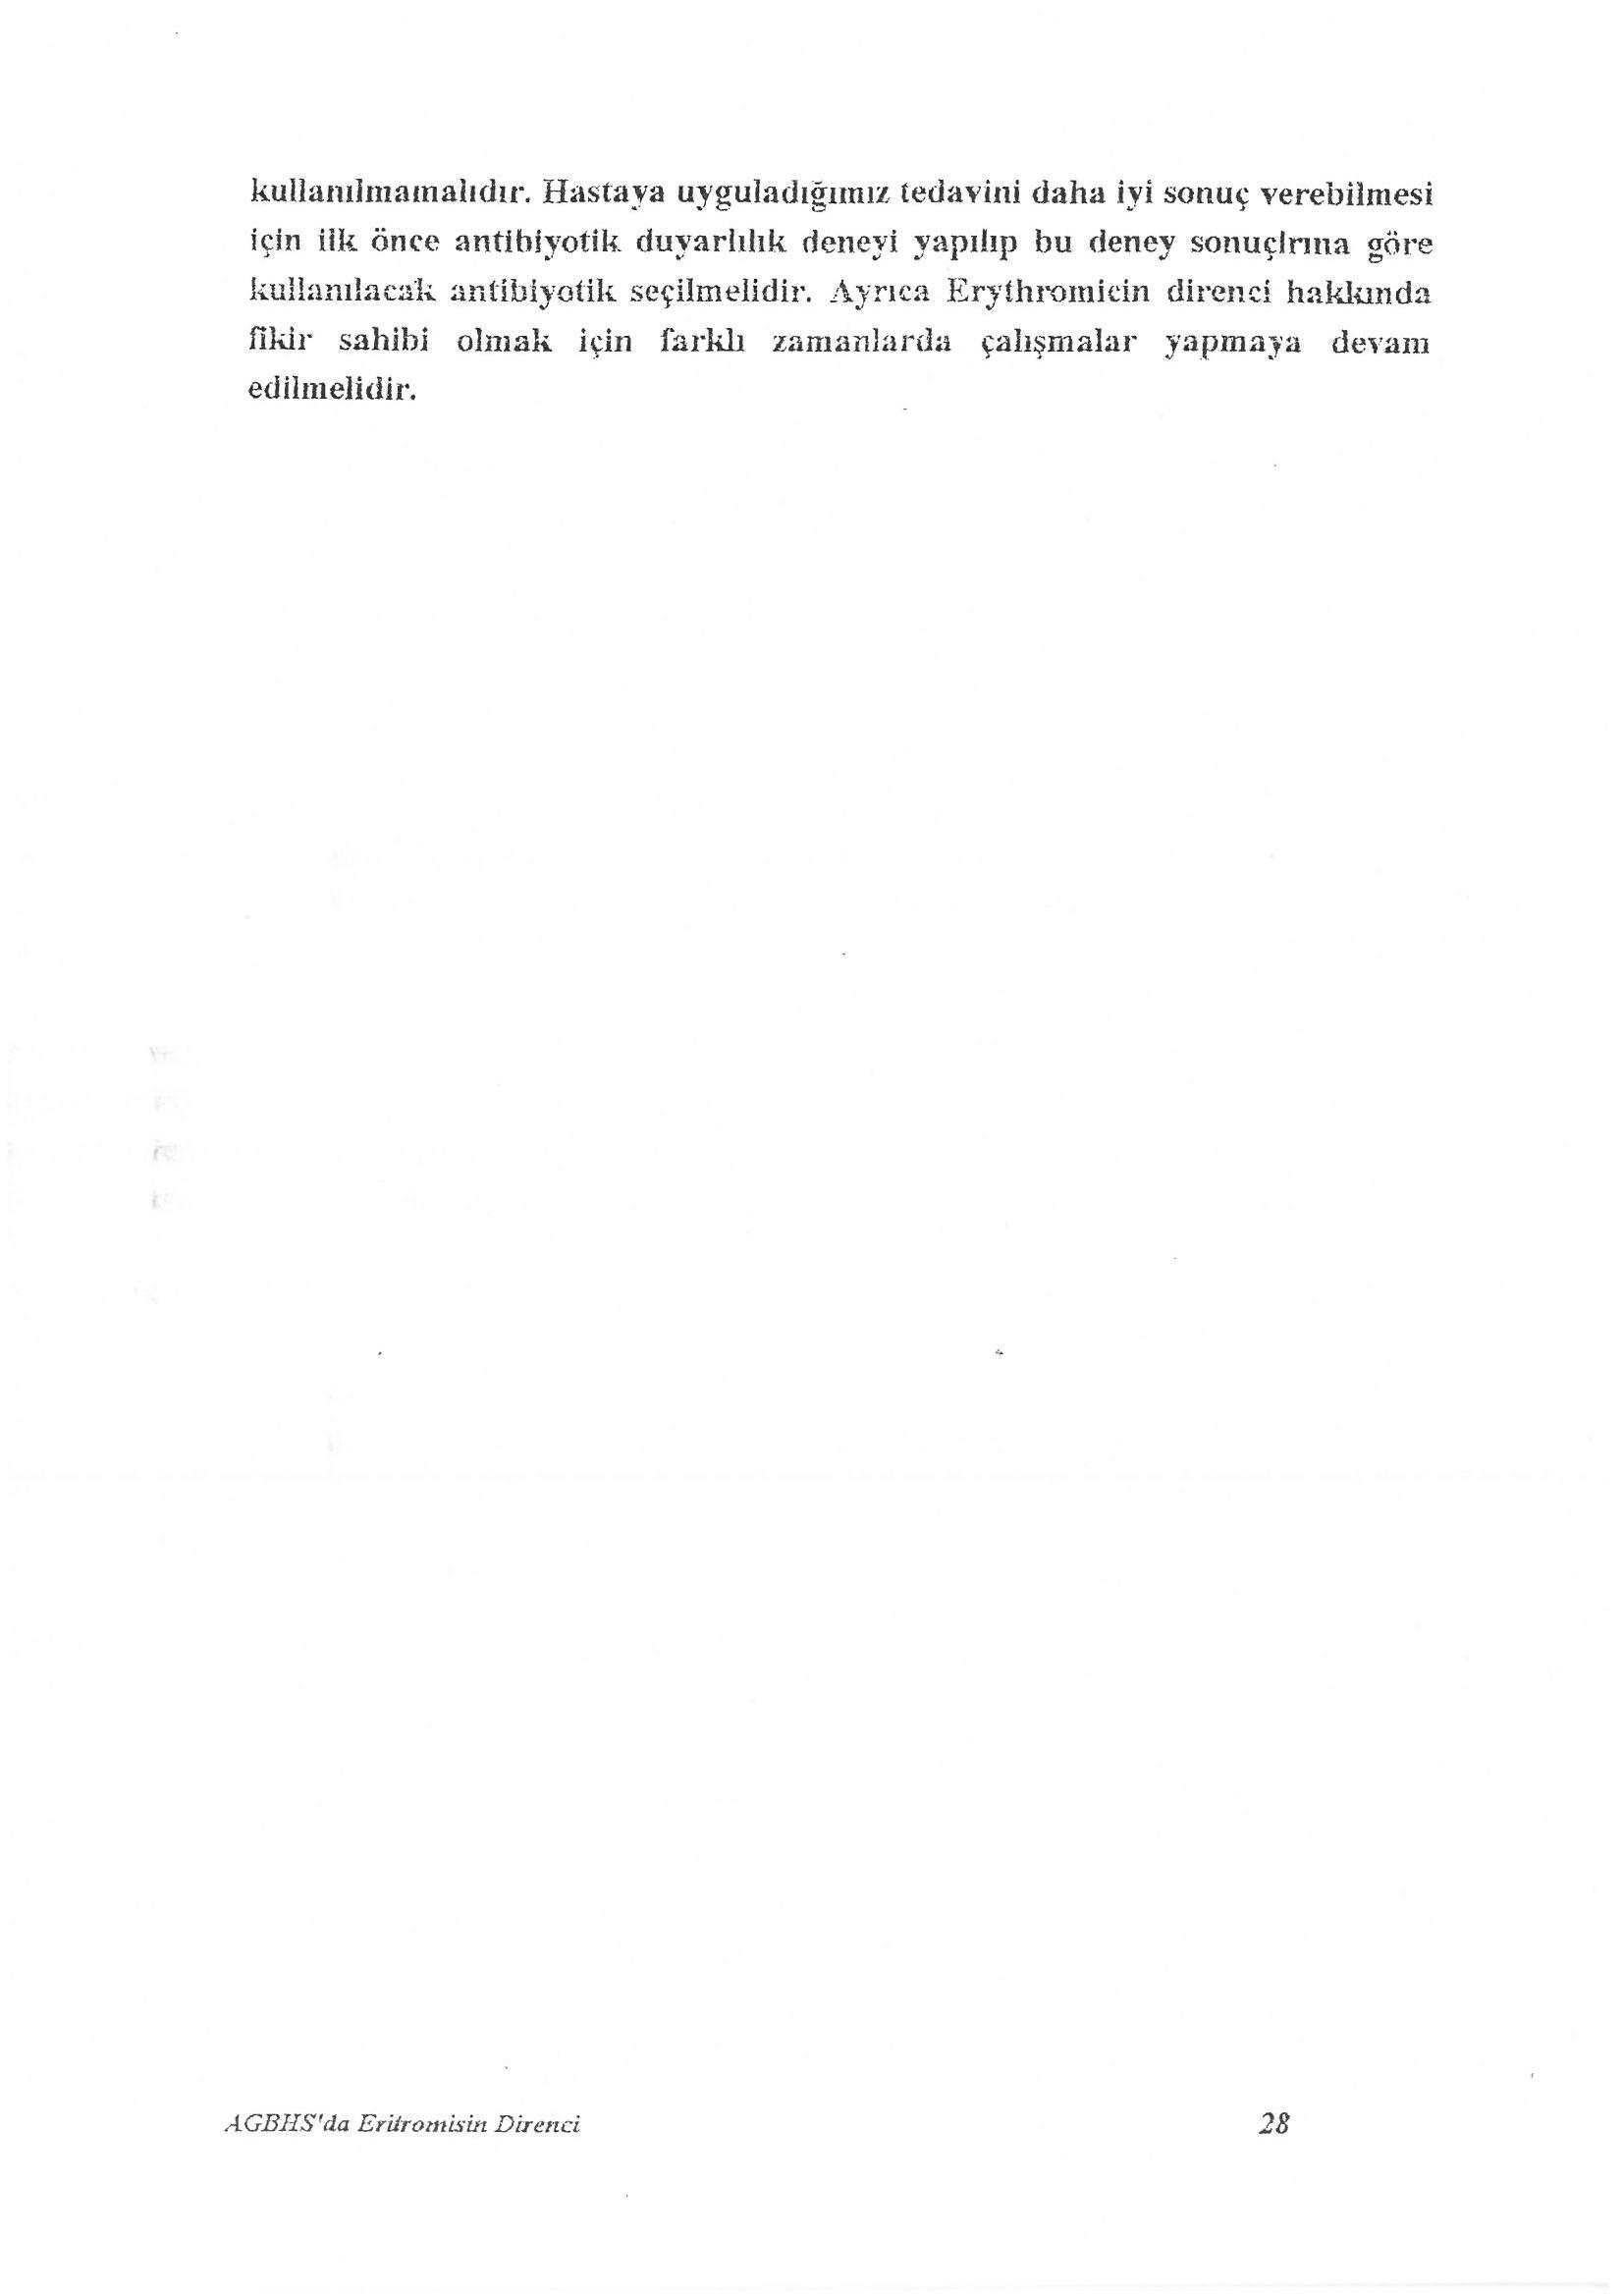 kullanılmamalıdır. Hastaya uyguladığımız tedavini daha iyi sonuç verebilmesi
için ilk önce antibiyotik duyarlılık deneyi yapılıp bu deney sonuçlrına göre
kullanılacak antibiyotik seçilmelidir. Ayrıca Erythromicin direnci hakkında
fikir sahibi olmak için farklı zamanlarda çalışmalar yapmaya devam
edilmelidir.
AGBHS'da Eritromisin Direnci 28